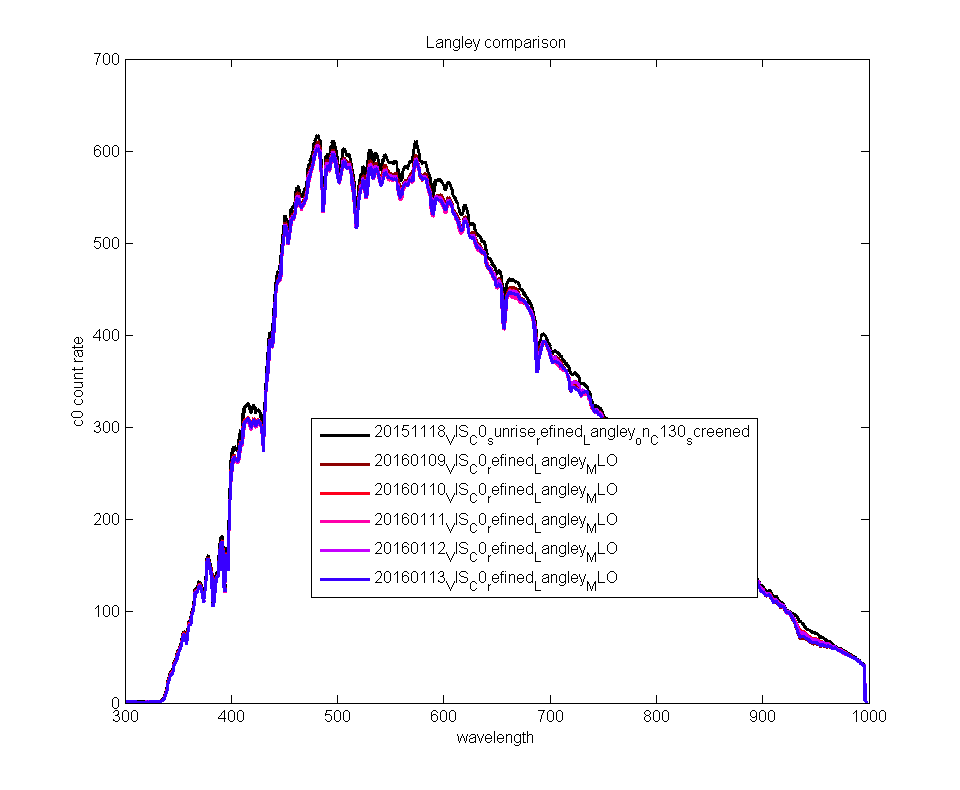 Langley comparison
700
600
500
400
300
200
100
0
c0 count rate
20151118VISC0sunriserefinedLangleyonC130screened
20160109VISC0refinedLangleyMLO
20160110VISC0refinedLangleyMLO
20160111VISC0refinedLangleyMLO
20160112VISC0refinedLangleyMLO
20160113VISC0refinedLangleyMLO
300 400 500 600 700 800 900 1000
wavelength